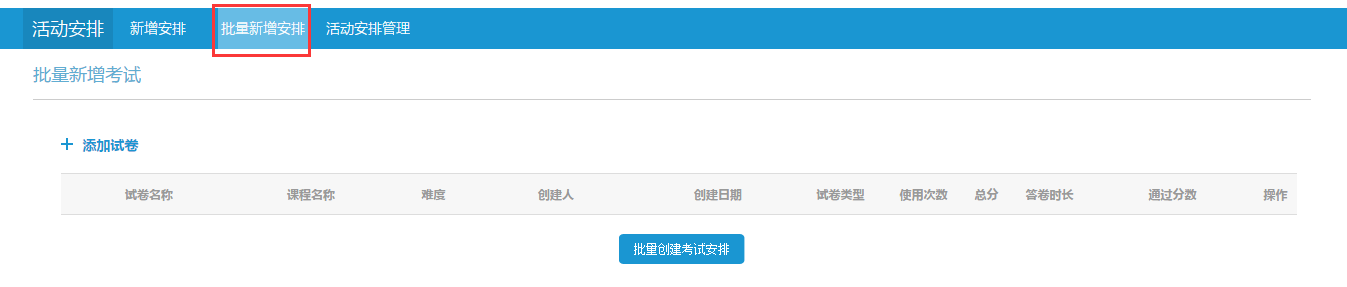 活动安排 新增安排 批量新增安排 活动安排管理
批量新增考试
+ 添加试卷
试卷名称 课程名称 难度 创建人 创建日期 试卷类型 使用次数 总分 答卷时长 通过分数 操作
批量创建考试安排